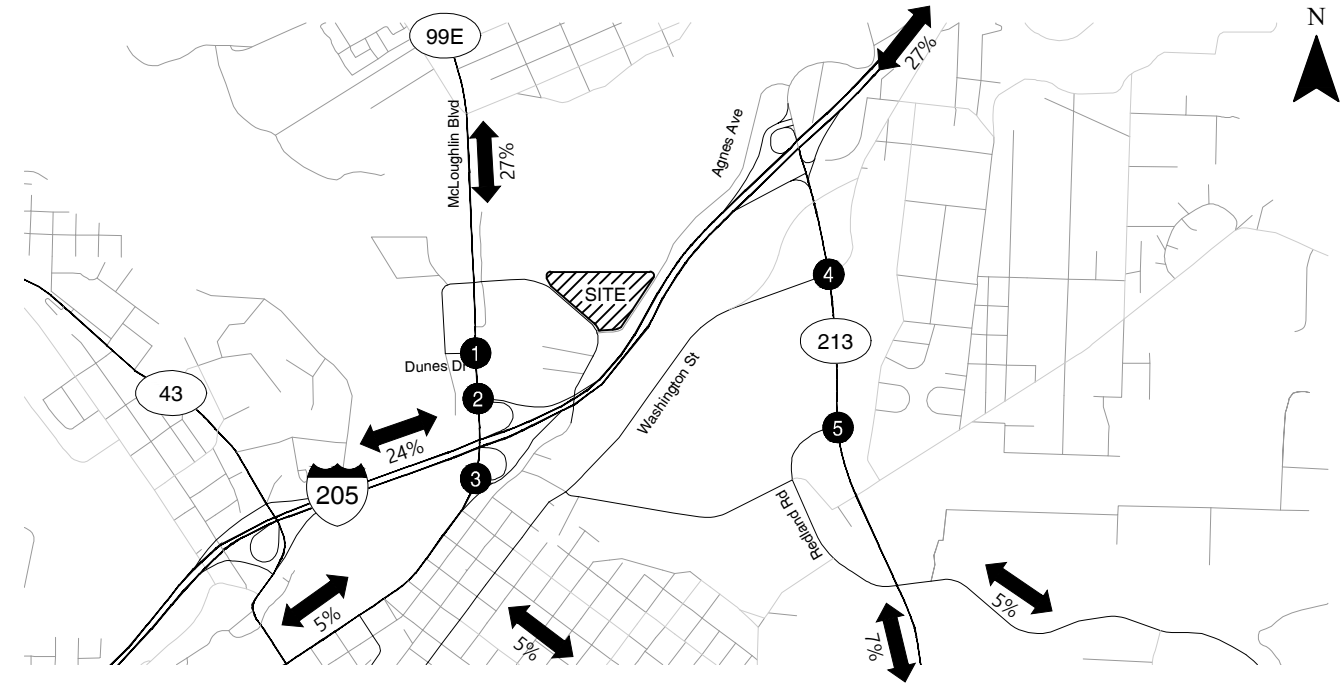 99E
N
27%
McLoughlin Blvd
27%
Agnes Ave
SITE
4
1
213
Dunes Dr
43
2
Washington St
5
24%
3
205
Redland Rd
5%
5%
5%
7%